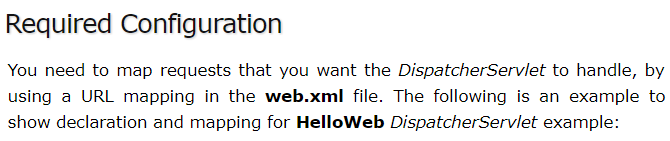 Required Configuration
You need to map requests that you want the DispatcherServlet to handle, by
using a URL mapping in the web.xml file. The following is an example to
show declaration and mapping for HelloWeb DispatcherServlet example: